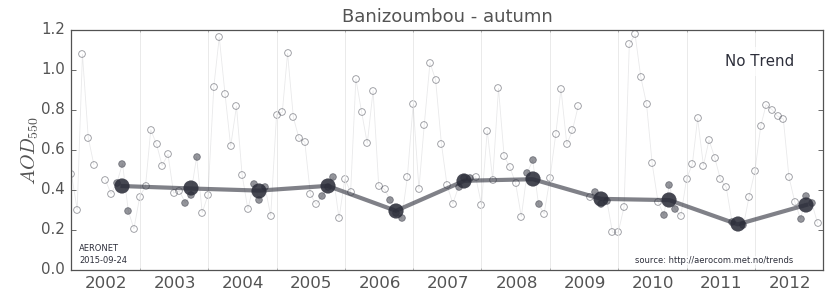 Banizoumbou - autumn
1.2
1.0
0.8
0.6
0.4
0.2
0.0
AOD550
No Trend
AERONET
2015-09-24
source: http://aerocom.met.no/trends
2002 2003 2004 2005 2006 2007 2008 2009 2010 2011 2012